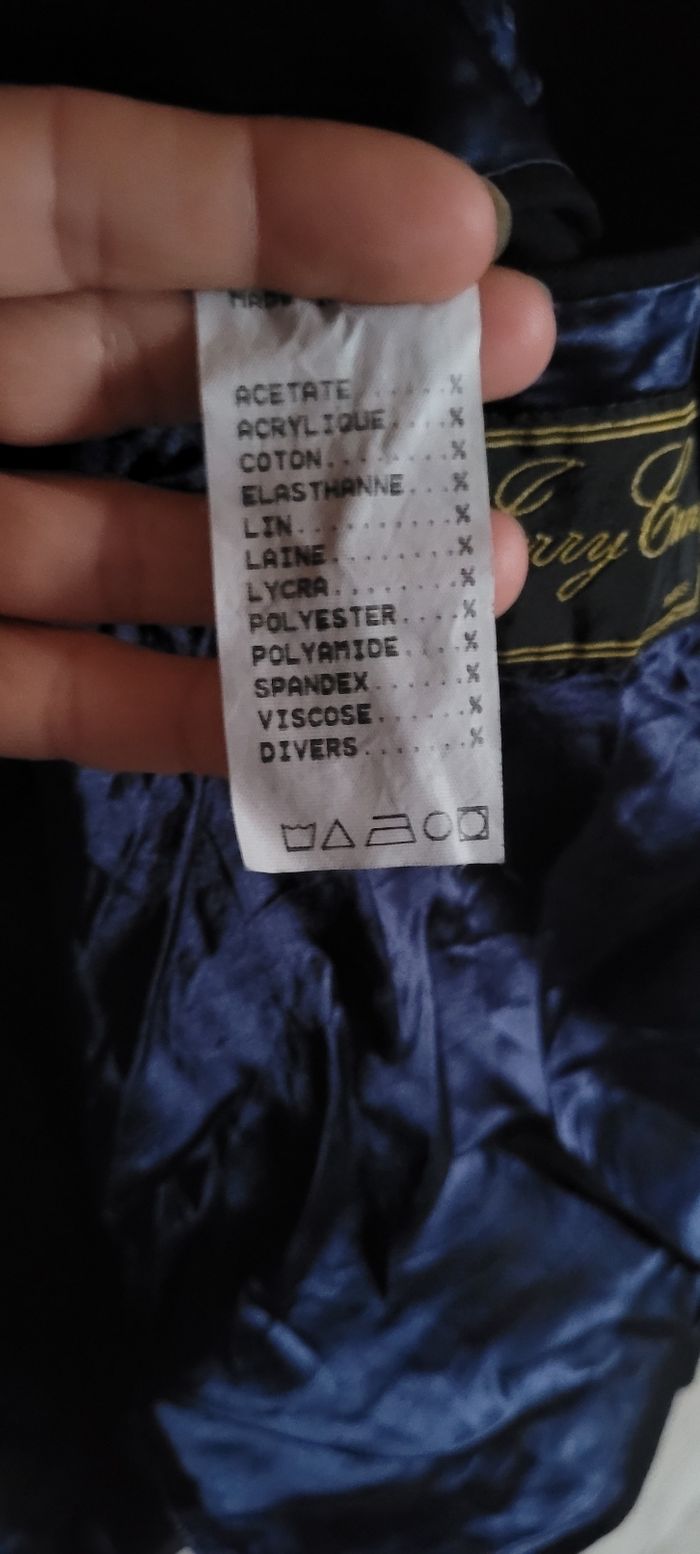 ACETATE.....%
ACRYLIQUE....%
COTON........%
ELASTHANNE...%
LIN..........%
LAINE........%
LYCRA........%
POLYESTER....%
POLYAMIDE....%
SPANDEX......%
VISCOSE......%
DIVERS.......%